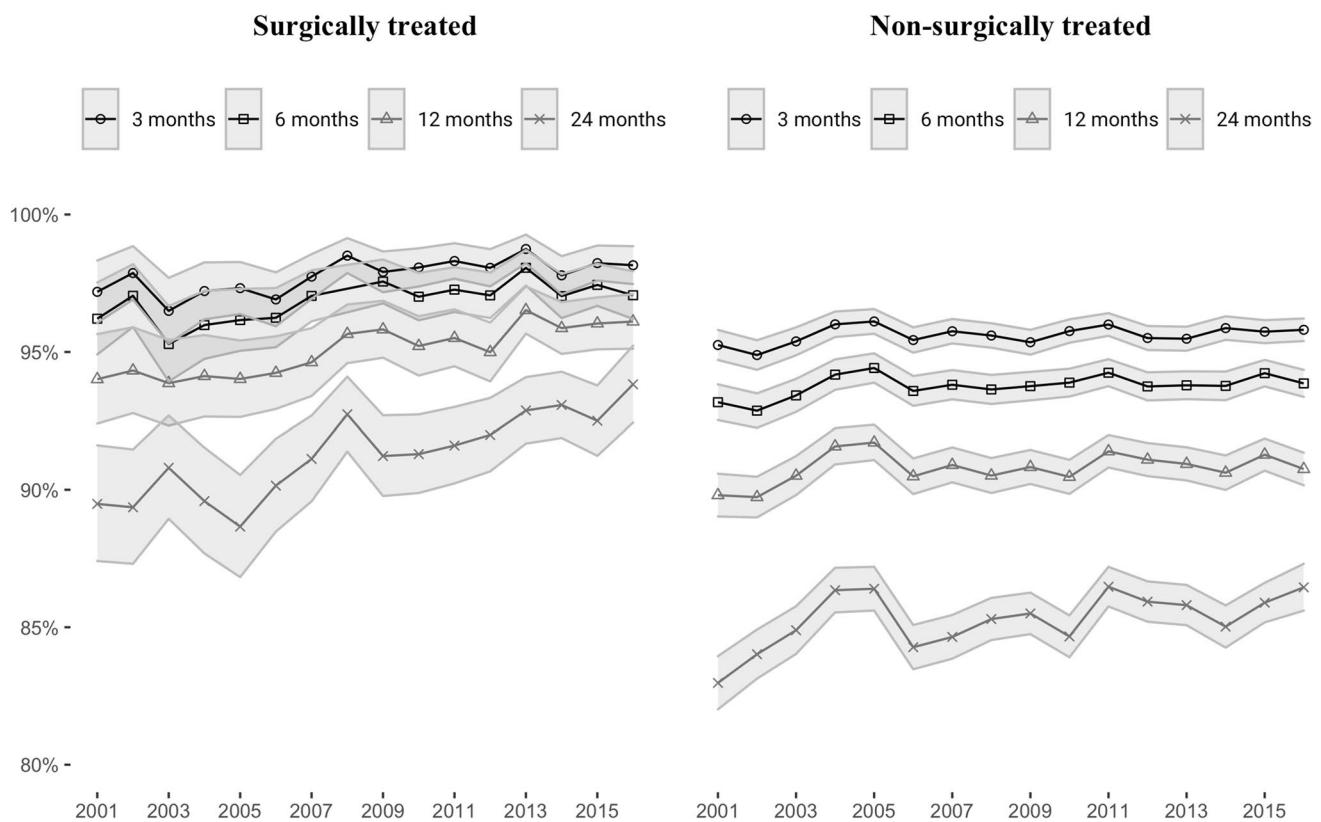 Surgically treated
Non-surgically treated
3 months 6 months 12 months 24 months
3 months 6 months 12 months 24 months
100%
95%
90%
85%
80%
2001 2003 2005 2007 2009 2011 2013 2015
2001 2003 2005 2007 2009 2011 2013 2015